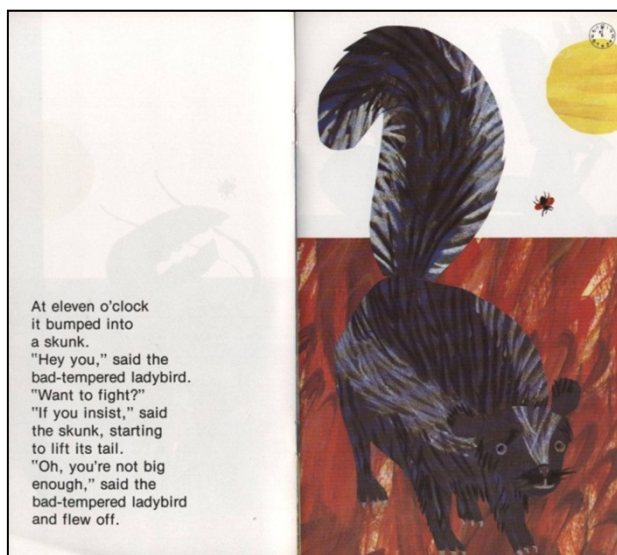 At eleven o’clock
it bumped into
a skunk.
"Hey you,” said the
bad-tempered ladybird.
"Want to fight?”
"If you insist,” said
the skunk, starting
to lift its tail.
"Oh, you’re not big
enough,” said the
bad-tempered ladybird
and flew off.